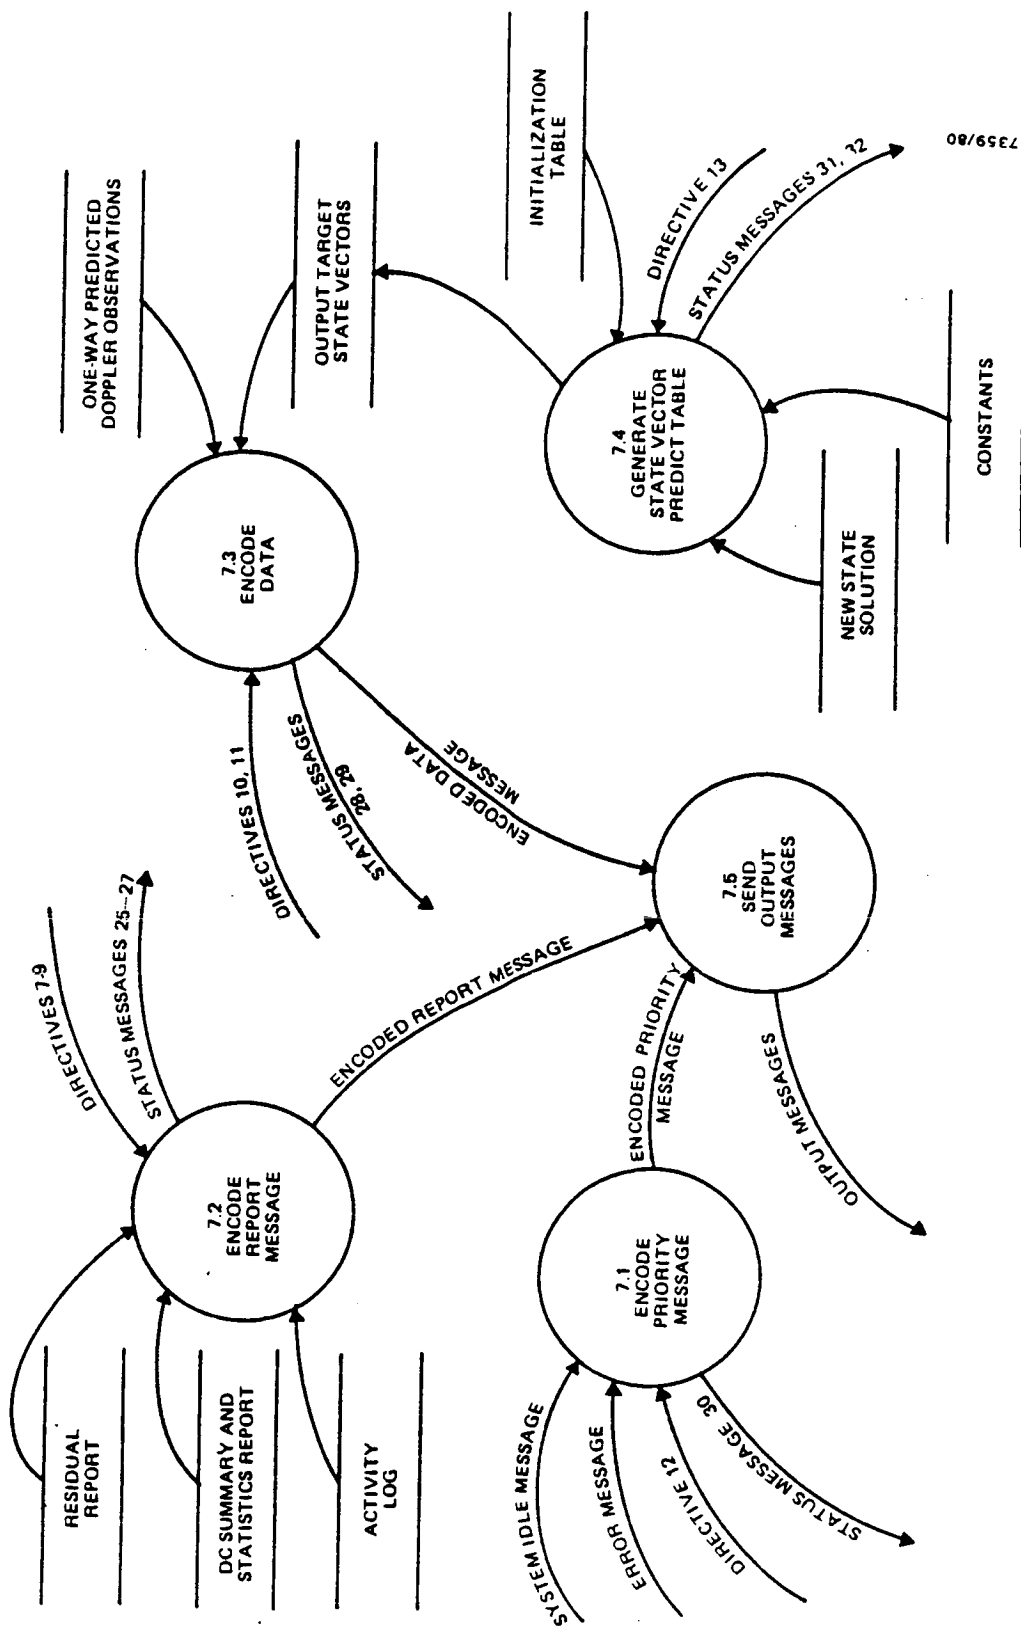 RESIDUAL
REPORT
DC SUMMARY AND
STATISTICS REPORT
ACTIVITY
LOG
DIRECTIVES 7-9
STATUS MESSAGES 25–27
7.2
ENCODE
REPORT
MESSAGE
ENCODED REPORT MESSAGE
DIRECTIVES 10, 11
STATUS MESSAGES
28, 29
7.3
ENCODE
DATA
ENCODED DATA
MESSAGE
ONE-WAY PREDICTED
DOPPLER OBSERVATIONS
OUTPUT TARGET
STATE VECTORS
SYSTEM IDLE MESSAGE
ERROR MESSAGE
DIRECTIVE 12
STATUS MESSAGE 30
7.1
ENCODE
PRIORITY
MESSAGE
ENCODED PRIORITY
MESSAGE
7.5
SEND
OUTPUT
MESSAGES
OUTPUT MESSAGES
NEW STATE
SOLUTION
7.4
GENERATE
STATE VECTOR
PREDICT TABLE
INITIALIZATION
TABLE
DIRECTIVE 13
STATUS MESSAGES 31, 32
CONSTANTS
7359/80